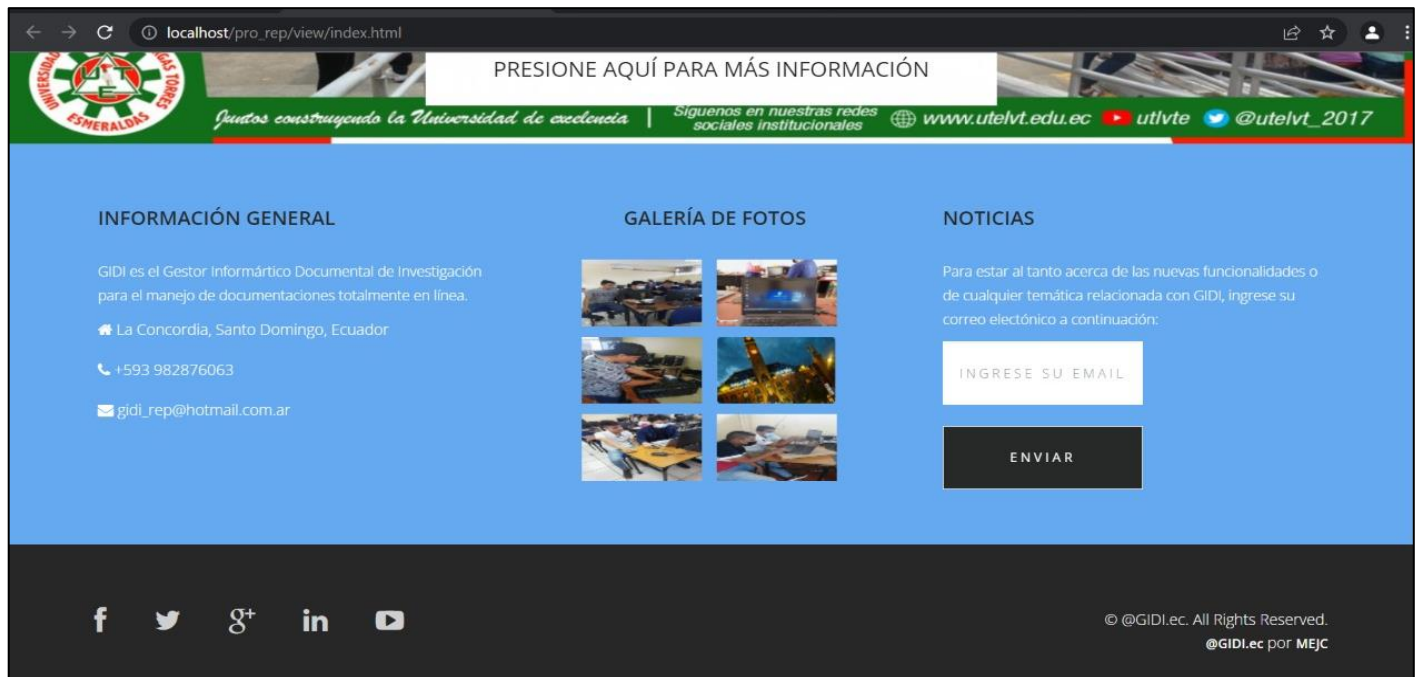 localhost/pro_rep/view/index.html
PRESIONE AQUÍ PARA MÁS INFORMACIÓN
UTE
ESMERALDAS
Juntos construyendo la Universidad de excelencia
Síguenos en nuestras redes
sociales institucionales
www.utelvt.edu.ec
utlvte
@utelvt_2017
INFORMACIÓN GENERAL
GIDI es el Gestor Informártico Documental de Investigación
para el manejo de documentaciones totalmente en línea.
La Concordia, Santo Domingo, Ecuador
+593 982876063
gidi_rep@hotmail.com.ar
GALERÍA DE FOTOS
NOTICIAS
Para estar al tanto acerca de las nuevas funcionalidades o
de cualquier temática relacionada con GIDI, ingrese su
correo electónico a continuación:
INGRESE SU EMAIL
ENVIAR
© @GIDI.ec. All Rights Reserved.
@GIDI.ec por MEJC